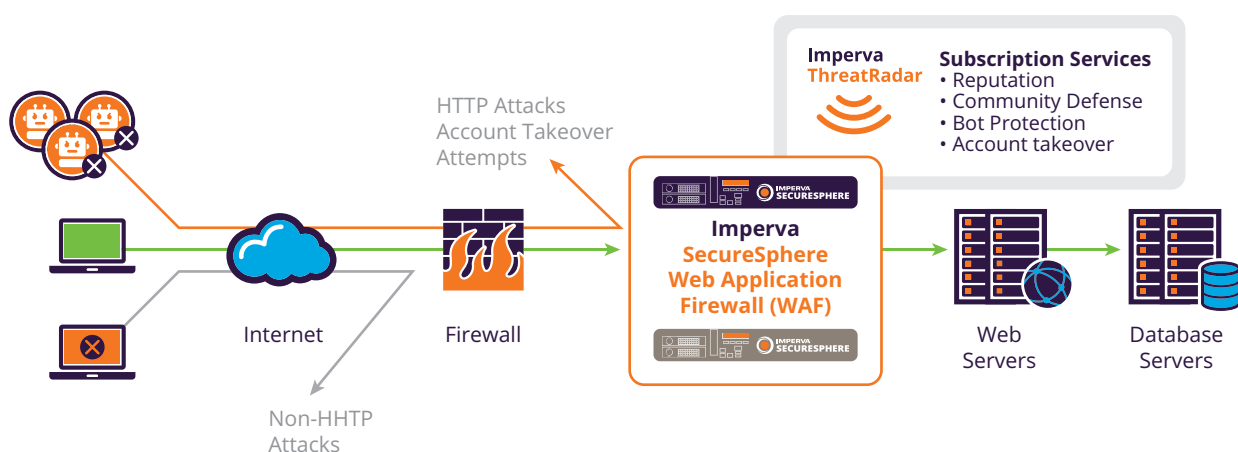 Imperva
ThreatRadar
Subscription Services
• Reputation
• Community Defense
• Bot Protection
• Account takeover
HTTP Attacks
Account Takeover
Attempts
IMPERVA
SECURESPHERE
Imperva
SecureSphere
Web Application
Firewall (WAF)
IMPERVA
SECURESPHERE
Internet
Firewall
Web
Servers
Database
Servers
Non-HHTP
Attacks